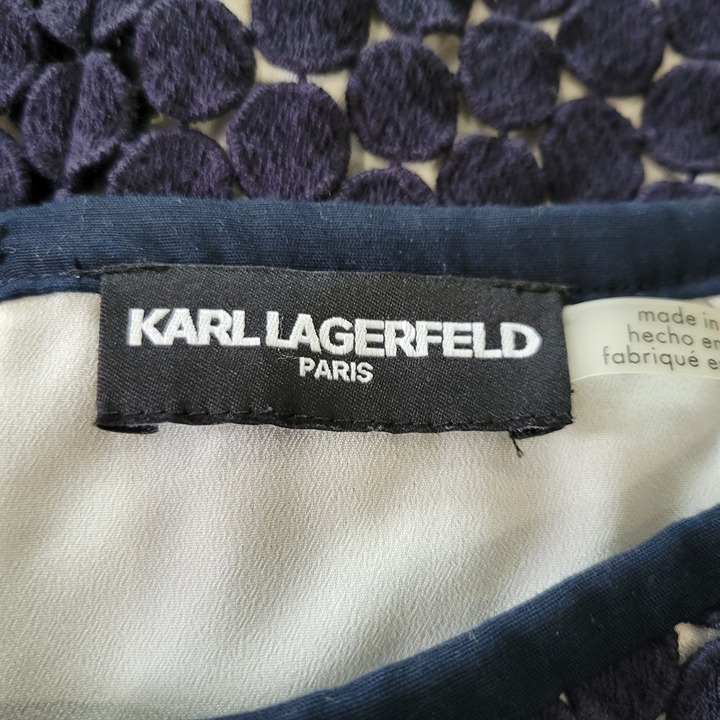 KARL LAGERFELD
PARIS
made in
hecho en
fabriqué